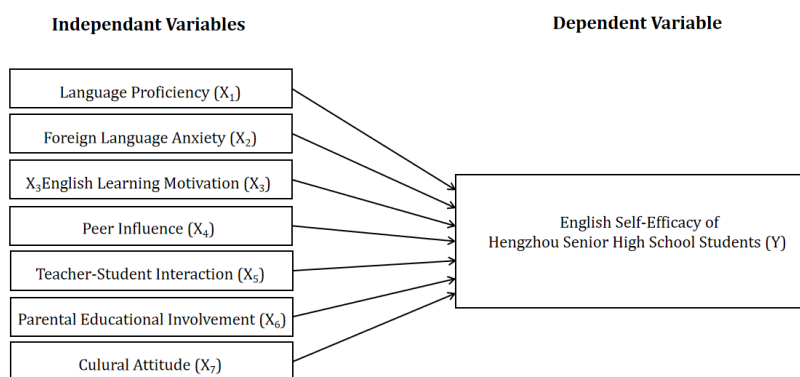 Independant Variables
Dependent Variable
Language Proficiency (X₁)
Foreign Language Anxiety (X₂)
X₃English Learning Motivation (X₃)
Peer Influence (X₄)
Teacher-Student Interaction (X₅)
Parental Educational Involvement (X₆)
Culural Attitude (X₇)
English Self-Efficacy of
Hengzhou Senior High School Students (Y)